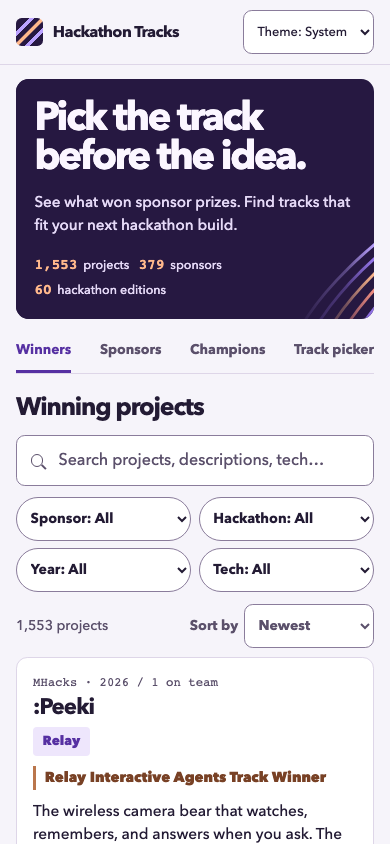 Hackathon Tracks
Theme: System
Pick the track
before the idea.
See what won sponsor prizes. Find tracks that
fit your next hackathon build.
1,553 projects 379 sponsors
60 hackathon editions
Winners Sponsors Champions Track picker
Winning projects
Search projects, descriptions, tech...
Sponsor: All Hackathon: All
Year: All Tech: All
1,553 projects Sort by Newest
MHacks · 2026 / 1 on team
:Peeki
Relay
Relay Interactive Agents Track Winner
The wireless camera bear that watches,
remembers, and answers when you ask. The